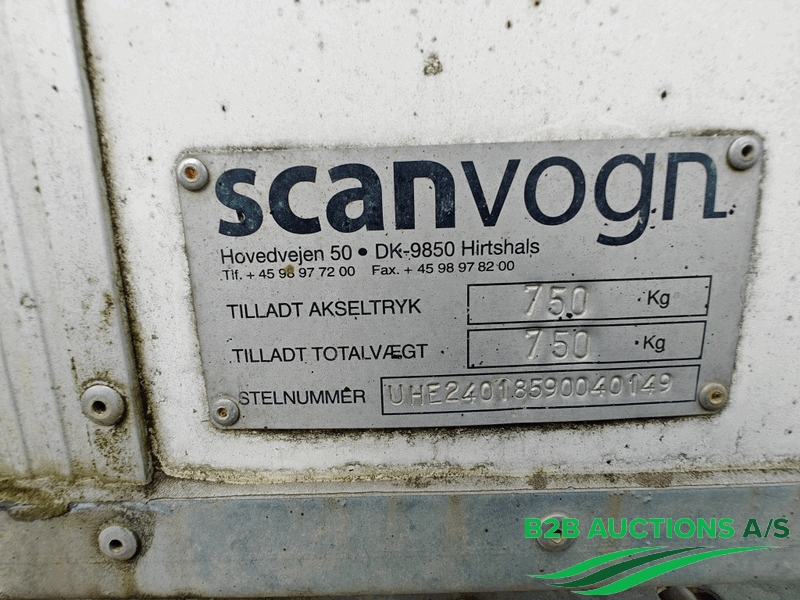 scanvogn
Hovedvejen 50 • DK-9850 Hirtshals
Tlf. + 45 98 97 72 00 Fax. + 45 98 97 82 00
TILLADT AKSELTRYK 750 Kg
TILLADT TOTALVÆGT 750 Kg
STELNUMMER UHE24018590040149
B2B AUCTIONS A/S